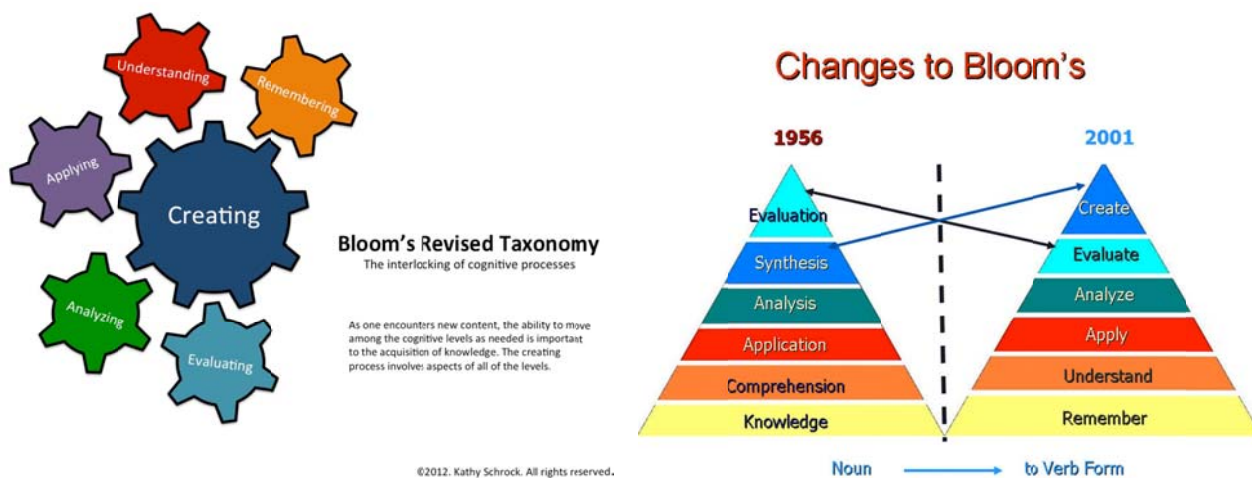 Understanding
Remembering
Applying
Creating
Analyzing
Evaluating
Bloom's Revised Taxonomy
The interlocking of cognitive processes
As one encounters new content, the ability to move
among the cognitive levels as needed is important
to the acquisition of knowledge. The creating
process involves aspects of all of the levels.
©2012. Kathy Schrock. All rights reserved.
Changes to Bloom's
1956
2001
Evaluation
Synthesis
Analysis
Application
Comprehension
Knowledge
Create
Evaluate
Analyze
Apply
Understand
Remember
Noun to Verb Form